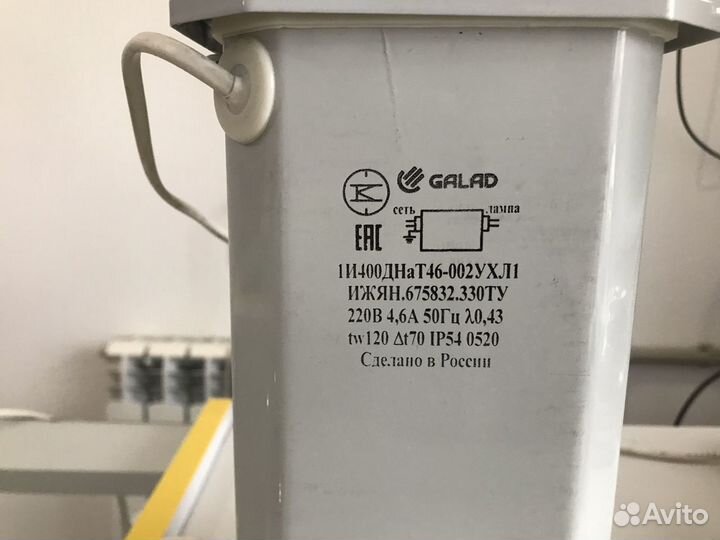 GALAD
сеть лампа
EAC
1И400ДНаТ46-002УХЛ1
ИЖЯН.675832.330ТУ
220В 4,6А 50Гц λ0,43
tw120 Δt70 IP54 0520
Сделано в России
Avito